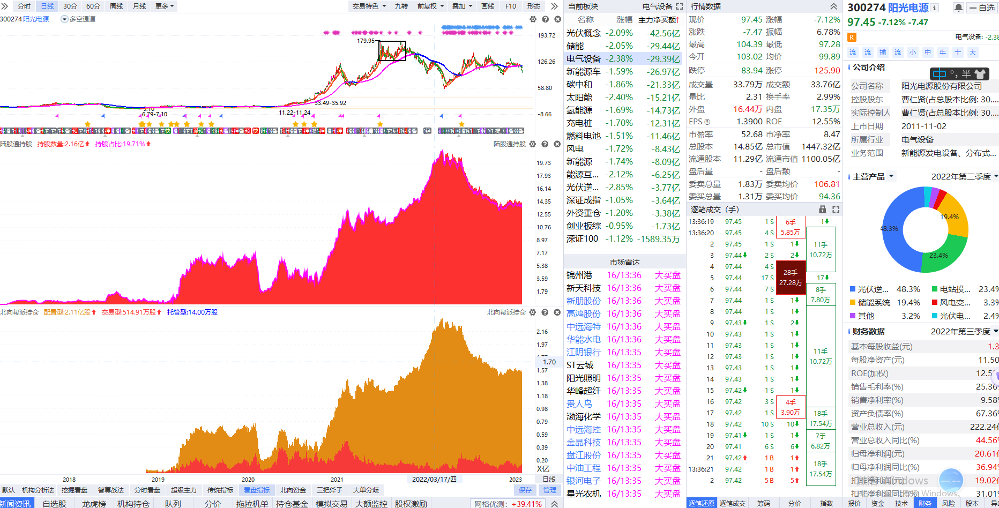 分时 日线 30分 60分 周线 月线 更多 交易特色 九转 前复权 叠加 画线 F10 形态
300274 阳光电源 多空通道
193.72
179.95
126.26
58.80
33.49-35.92
11.22-11.24
6.79-7.10
-8.66
陆股通持股 持股数量:2.16亿 持股占比:19.71% 陆股通持股
19.73
17.93
16.14
14.35
12.55
10.76
8.97
7.17
5.38
3.59
1.79
北向帮派持仓 配置型:2.11亿股 交易型:514.91万股 托管型:14.00万股 北向帮派持仓
2.16
1.97
1.70
1.57
1.38
1.18
0.98
0.79
0.59
0.39
0.20
X亿
2018 2019 2020 2021 2022/03/17/四 2023 日线
默认 机构分析法 挖掘看盘 智尊战法 分时看盘 超级主力 传统指标 看盘指标 北向资金 三把斧子 大单分歧 保存 管理
新闻资讯 自选股 龙虎榜 机构持仓 队列 分价 拖拉机单 持仓基金 模拟交易 大额监控 股权激励 网格优测: +39.41%
当前板块 电气设备
名称 涨幅 主力净买额↑
光伏概念 -2.09% -42.56亿
储能 -2.05% -29.44亿
电气设备 -2.38% -29.39亿
新能源车 -1.59% -26.97亿
碳中和 -1.86% -21.33亿
太阳能 -2.40% -15.21亿
氢能源 -1.69% -14.73亿
充电桩 -1.70% -12.31亿
燃料电池 -1.51% -11.46亿
风电 -1.72% -8.43亿
新能源 -1.74% -8.09亿
能源互... -2.12% -6.25亿
光伏逆... -2.85% -3.77亿
深证成指 -1.05% -3.64亿
外资重仓 -1.20% -3.38亿
创业板综 -0.95% -1.73亿
深证100 -1.12% -1589.35万
市场雷达
锦州港 16/13:36 大买盘
新天科技 16/13:36 大买盘
新朋股份 16/13:36 大买盘
高鸿股份 16/13:36 大买盘
中远海特 16/13:36 大买盘
华能水电 16/13:36 大买盘
江阴银行 16/13:35 大买盘
ST云城 16/13:35 大买盘
阳光照明 16/13:35 大买盘
华峰超纤 16/13:35 大买盘
贵人鸟 16/13:35 大买盘
渤海化学 16/13:35 大买盘
中远海控 16/13:35 大买盘
金晶科技 16/13:35 大买盘
盘江股份 16/13:35 大买盘
中油工程 16/13:35 大买盘
银河电子 16/13:35 大买盘
星光农机 16/13:35 大买盘
行情数据
现价 97.45 涨幅 -7.12%
涨跌 -7.47 振幅 6.78%
最高 104.39 最低 97.28
今开 103.02 均价 99.89
跌停 83.94 涨停 125.90
成交量 33.79万 成交额 33.76亿
量比 2.31 换手率 2.99%
外盘 16.44万 内盘 17.35万
EPS③ 1.3900 ROE 12.55%
市盈率 52.68 市净率 8.47
总股本 14.85亿 总市值 1447.32亿
流通股本 11.29亿 流通市值 1100.05亿
盘后量 - 盘后额 -
委卖总量 1.83万 委卖均价 106.81
委买总量 1.31万 委买均价 94.36
逐笔成交 (手)
13:36:19 97.45 1 S 1
13:36:20 97.45 4 S
2 97.45 1 S 1
3 97.44 2 S 2
4 97.44 4 S
5 97.44 17 S 17
6 97.44 7 S
7 97.44 1 S 1
8 97.44 1 S 1
9 97.43 1 S 2
10 97.43 1 S 1
11 97.43 1 S 1
12 97.43 1 S 1
13 97.43 1 S 1
14 97.43 1 S 1
15 97.42 1 S 1
16 97.42 3 S
17 97.42 1 S
18 97.42 10 S 10
19 97.41 1 S 1
20 97.41 6 S 6
21 97.42 1 B 1
13:36:21 97.42 1 B 1
2 97.42 5 B 5
6手
5.85万
28手
27.28万
4手
3.90万
11手
10.72万
8手
7.80万
11手
10.72万
18手
17.54万
7手
6.82万
18手
17.54万
逐笔还原 逐笔成交 筹码 分价 指数
300274 阳光电源 自选
97.45 -7.12% -7.47
R 电气设备: -2.38
流 流 捕 流 小 中 牛 十 大
公司介绍
中 °, 半
公司名称 阳光电源股份有限公司
控股股东 曹仁贤(占总股本比例: 30....
实际控制人 曹仁贤(占总股本比例: 30....
上市日期 2011-11-02
所属行业 电气设备
业务范围 新能源发电设备、分布式...
主营产品 2022年第二季度
48.3%
19.4%
23.4%
光伏逆... 48.3% 电站投... 23.4%
储能系统 19.4% 风电变... 3.3%
其他 3.2% 光伏电... 2.4%
财务数据 2022年第三季度
基本每股收益(元) 1.3
每股净资产(元) 11.50
ROE(加权) 12.5
销售毛利率(%) 25.36
销售净利率(%) 9.58
资产负债率(%) 67.36
营业总收入(元) 222.24亿
营业总收入同比(%) 44.56
归母净利润(元) 20.61亿
归母净利润同比(%) 36.94
扣非净利润(元) 19.02亿
扣非净利润同比(%) 31.01
激活 Windows
报价 资金 技术 财务 风险 股本